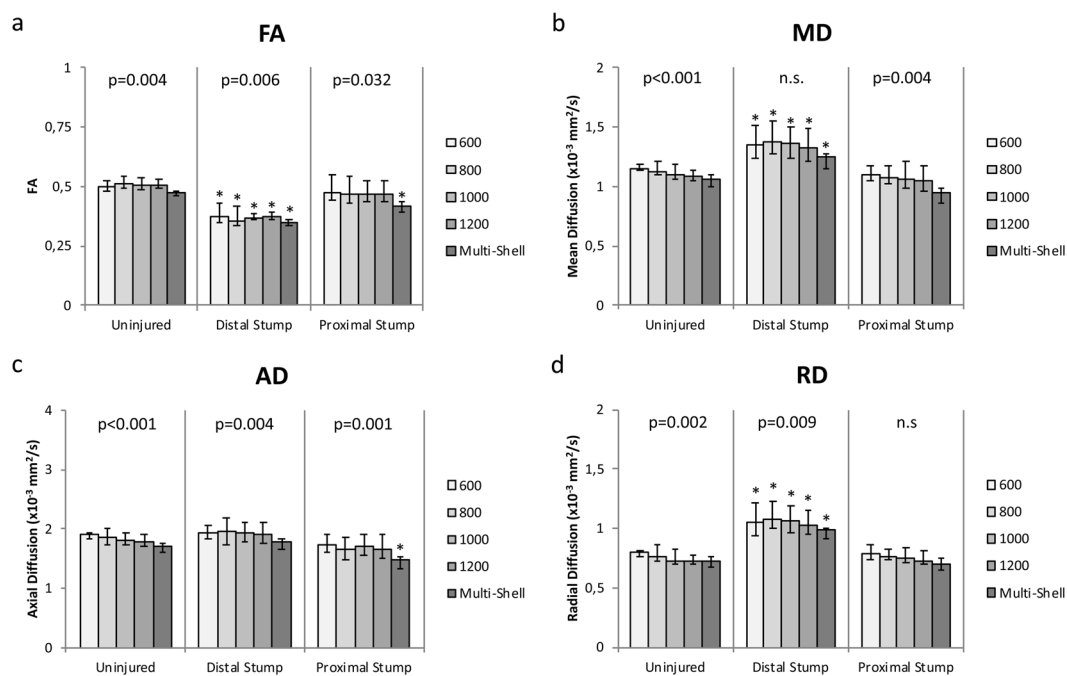 a
FA
1
0,75
0,5
0,25
0
FA
p=0.004
p=0.006
p=0.032
* * * * *
*
Uninjured
Distal Stump
Proximal Stump
600
800
1000
1200
Multi-Shell
b
MD
2
1,5
1
0,5
0
Mean Diffusion (x10⁻³ mm²/s)
p<0.001
n.s.
p=0.004
* * * * *
Uninjured
Distal Stump
Proximal Stump
600
800
1000
1200
Multi-Shell
c
AD
4
3
2
1
0
Axial Diffusion (x10⁻³ mm²/s)
p<0.001
p=0.004
p=0.001
*
Uninjured
Distal Stump
Proximal Stump
600
800
1000
1200
Multi-Shell
d
RD
2
1,5
1
0,5
0
Radial Diffusion (x10⁻³ mm²/s)
p=0.002
p=0.009
n.s
* * * * *
Uninjured
Distal Stump
Proximal Stump
600
800
1000
1200
Multi-Shell